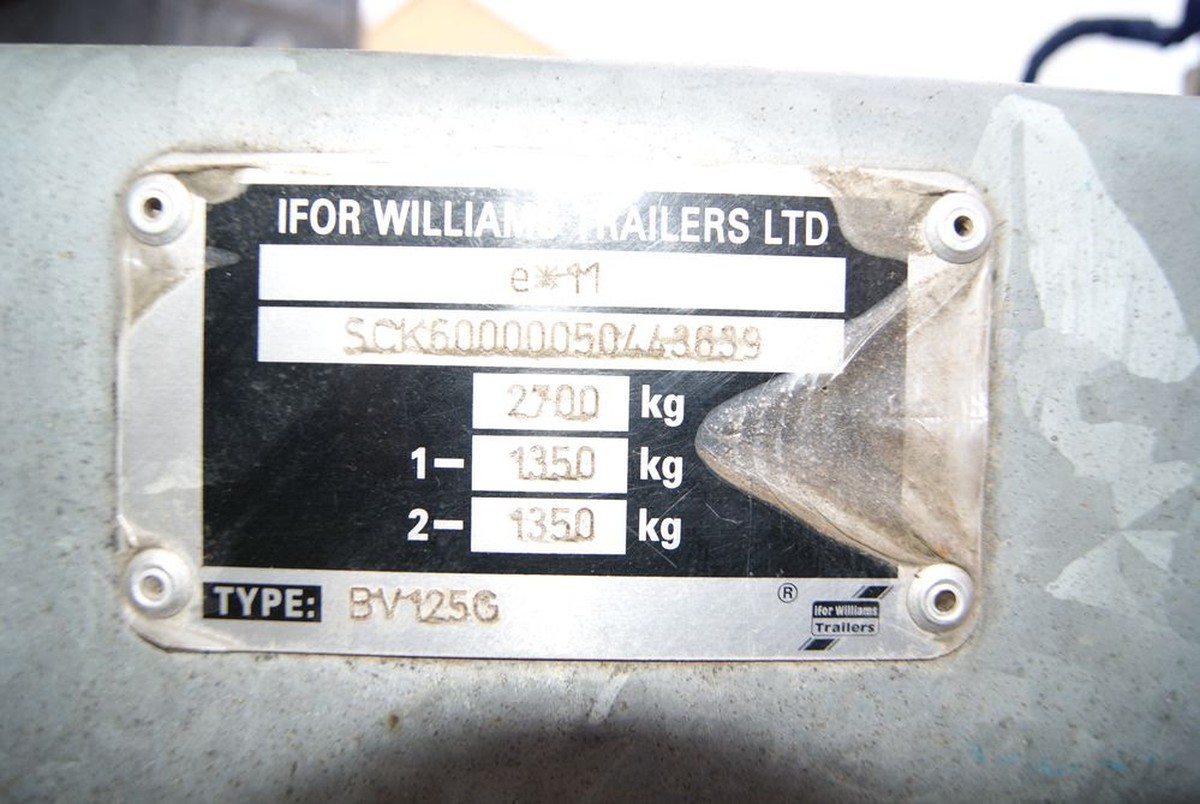 IFOR WILLIAMS TRAILERS LTD
e*11
SCK60000050443639
2700 kg
1- 1350 kg
2- 1350 kg
TYPE: BV125G
®
Ifor Williams
Trailers